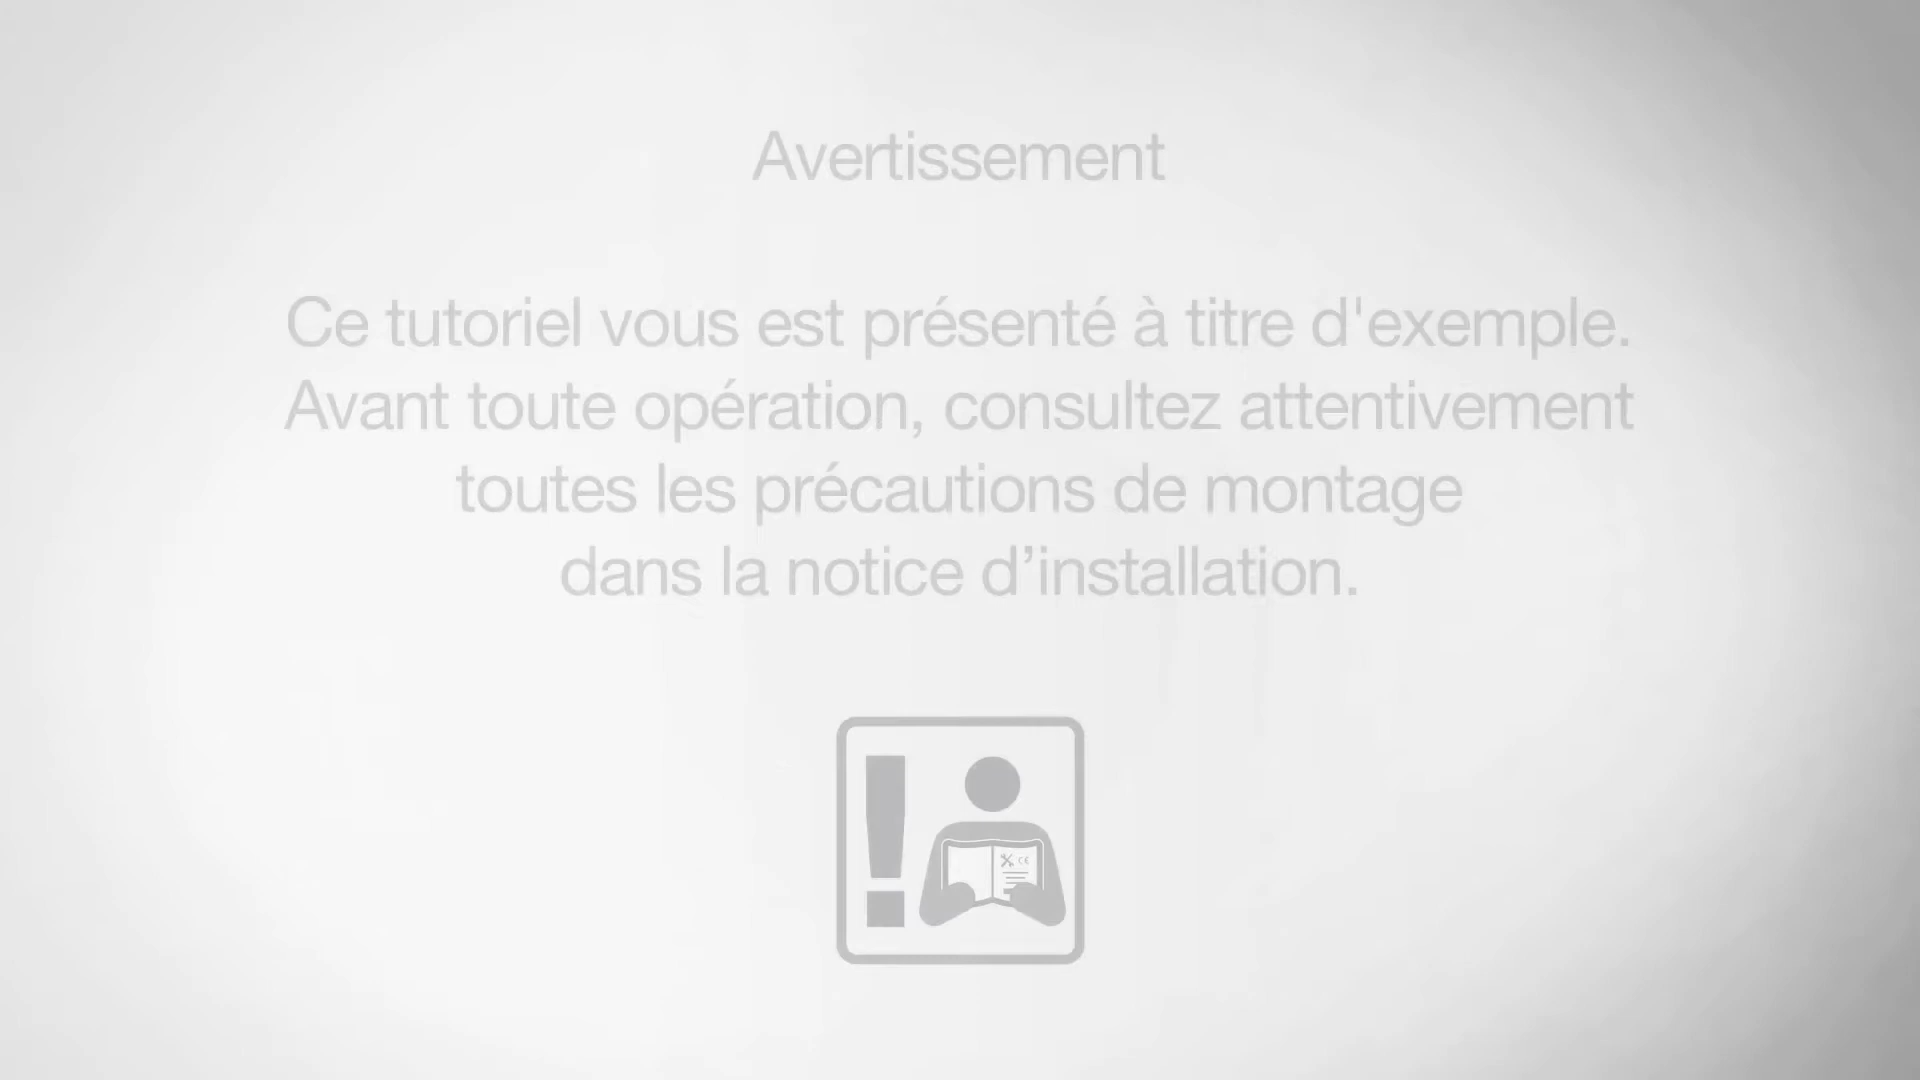 Avertissement
Ce tutoriel vous est présenté à titre d'exemple.
Avant toute opération, consultez attentivement
toutes les précautions de montage
dans la notice d’installation.
!
CE